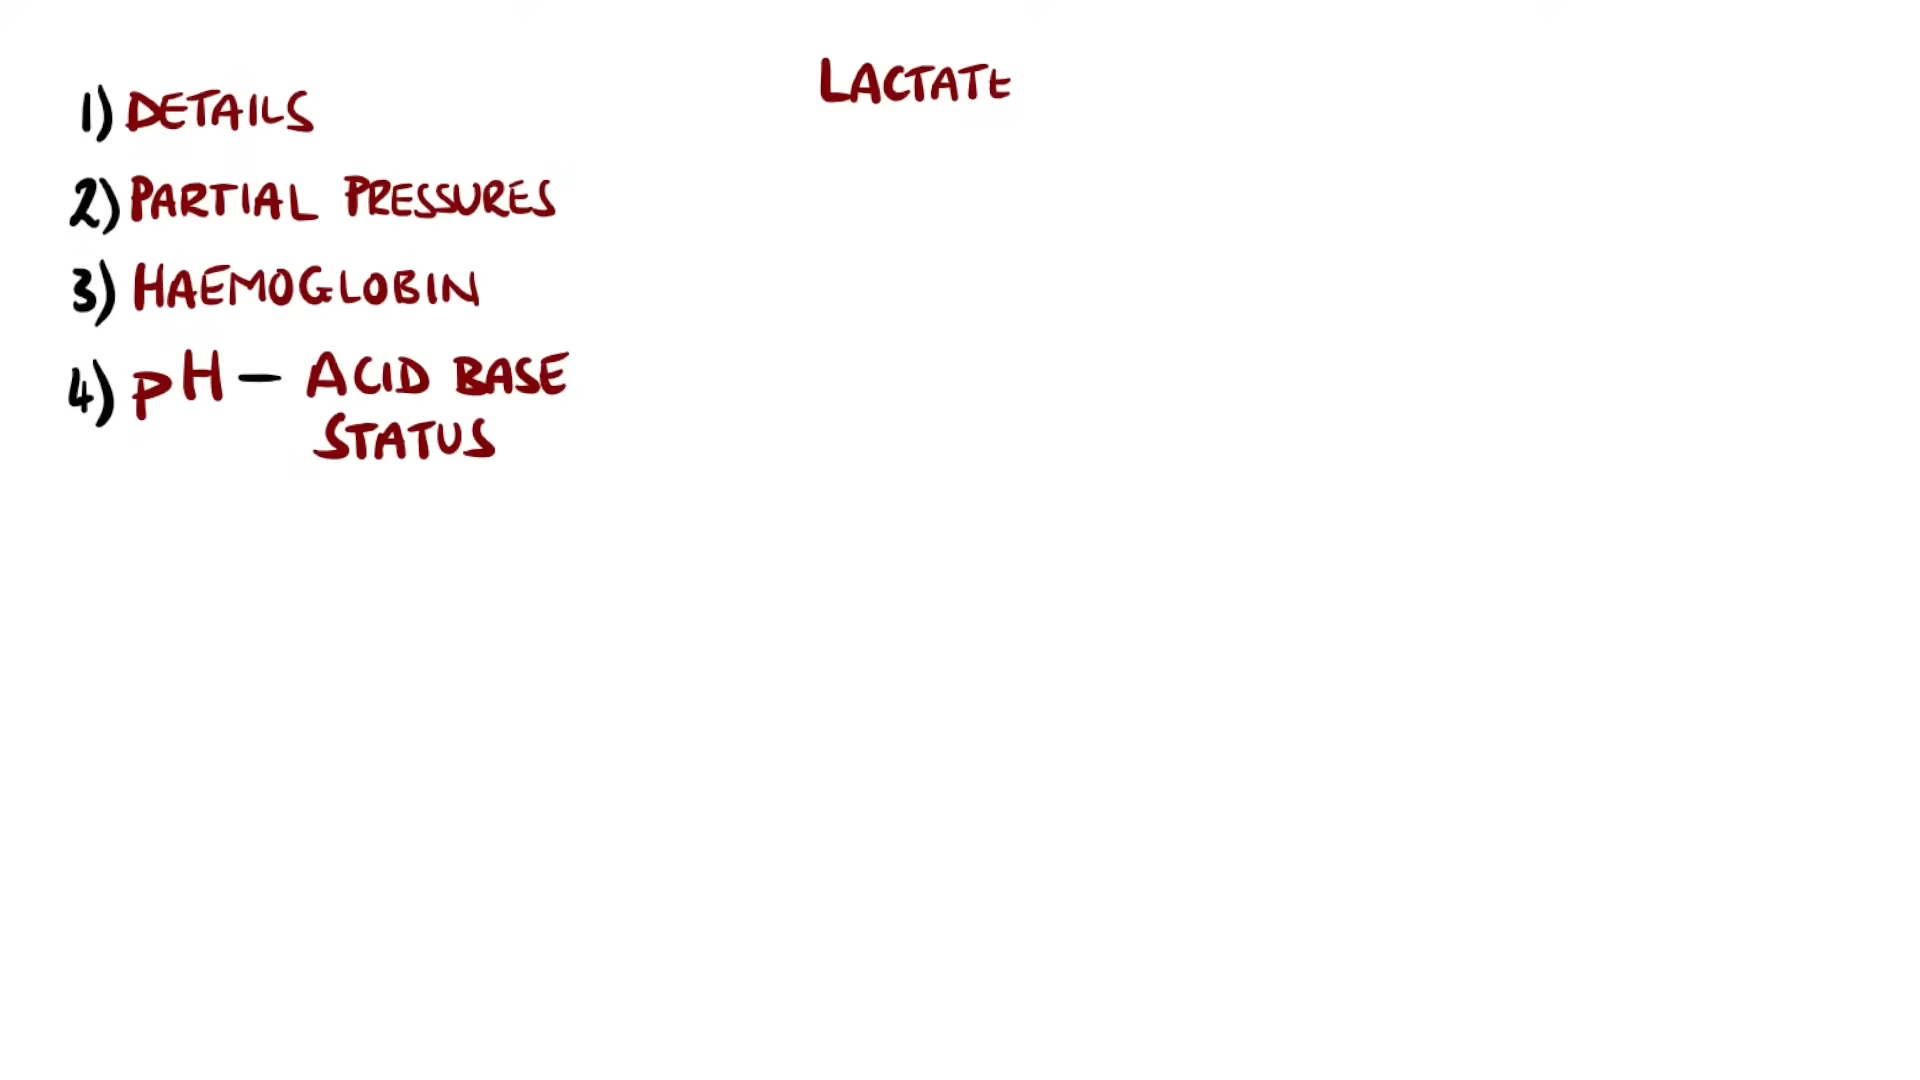 1) DETAILS
2) PARTIAL PRESSURES
3) HAEMOGLOBIN
4) pH – ACID BASE
STATUS
LACTATE